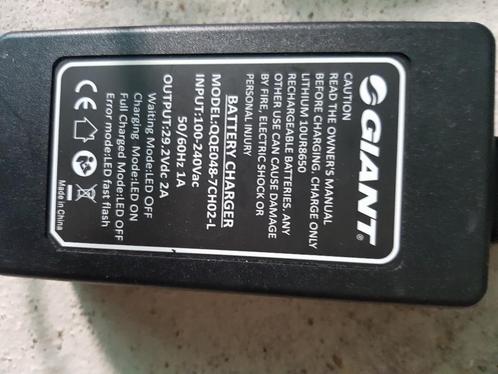 GIANT®
CAUTION
READ THE OWNER'S MANUAL
BEFORE CHARGING, CHARGE ONLY
LITHIUM 10UR8650
RECHARGEABLE BATTERIES, ANY
OTHER USE CAN CAUSE DAMAGE
BY FIRE, ELECTRIC SHOCK OR
PERSONAL INJURY
BATTERY CHARGER
MODEL:QQE048-7CH02-L
INPUT:100-240Vac
50/60Hz 1A
OUTPUT:29.2Vdc 2A
Waiting Mode:LED OFF
Charging Mode:LED ON
Full Charged Mode:LED OFF
Error mode:LED fast flash
CE
Made in China